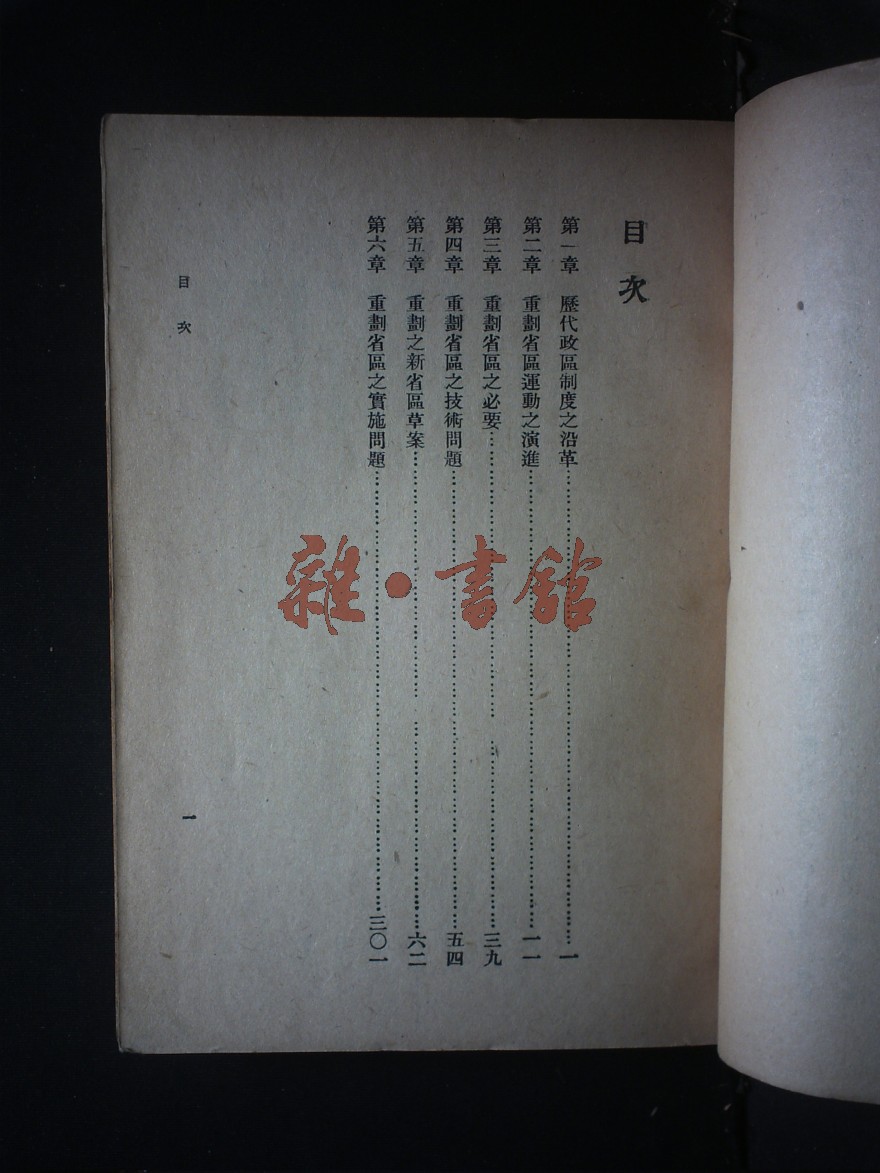 目次
第一章　歷代政區制度之沿革……一
第二章　重劃省區運動之演進……一一
第三章　重劃省區之必要……三九
第四章　重劃省區之技術問題……五四
第五章　重劃之新省區草案……六二
第六章　重劃省區之實施問題……三〇一
目次
一
雜·書館